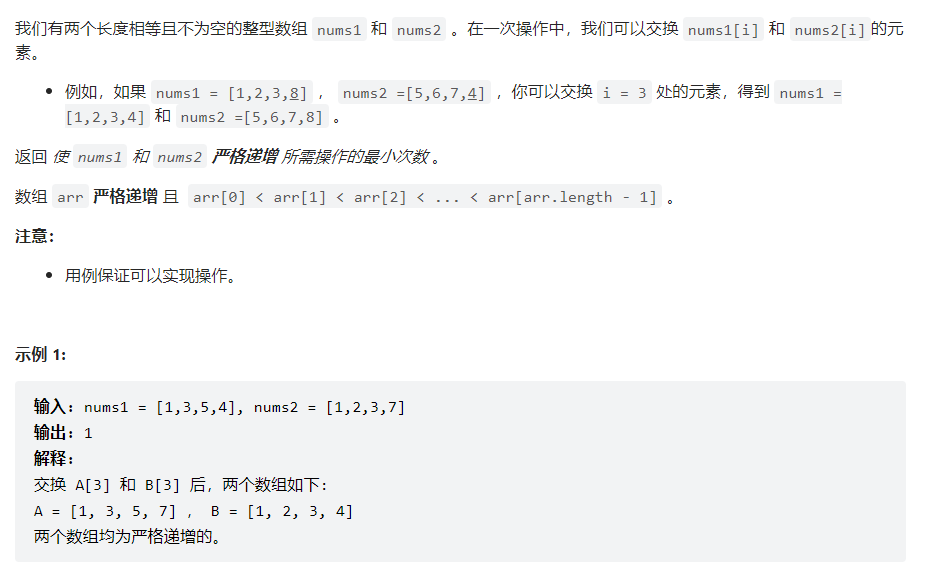 我们有两个长度相等且不为空的整型数组 nums1 和 nums2 。在一次操作中，我们可以交换 nums1[i] 和 nums2[i]的元
素。
• 例如，如果 nums1 = [1,2,3,8] ， nums2 =[5,6,7,4] ，你可以交换 i = 3 处的元素，得到 nums1 =
[1,2,3,4] 和 nums2 =[5,6,7,8] 。
返回 使 nums1 和 nums2 严格递增 所需操作的最小次数 。
数组 arr 严格递增 且 arr[0] < arr[1] < arr[2] < ... < arr[arr.length - 1] 。
注意：
• 用例保证可以实现操作。
示例 1:
输入: nums1 = [1,3,5,4], nums2 = [1,2,3,7]
输出: 1
解释:
交换 A[3] 和 B[3] 后，两个数组如下:
A = [1, 3, 5, 7] ， B = [1, 2, 3, 4]
两个数组均为严格递增的。